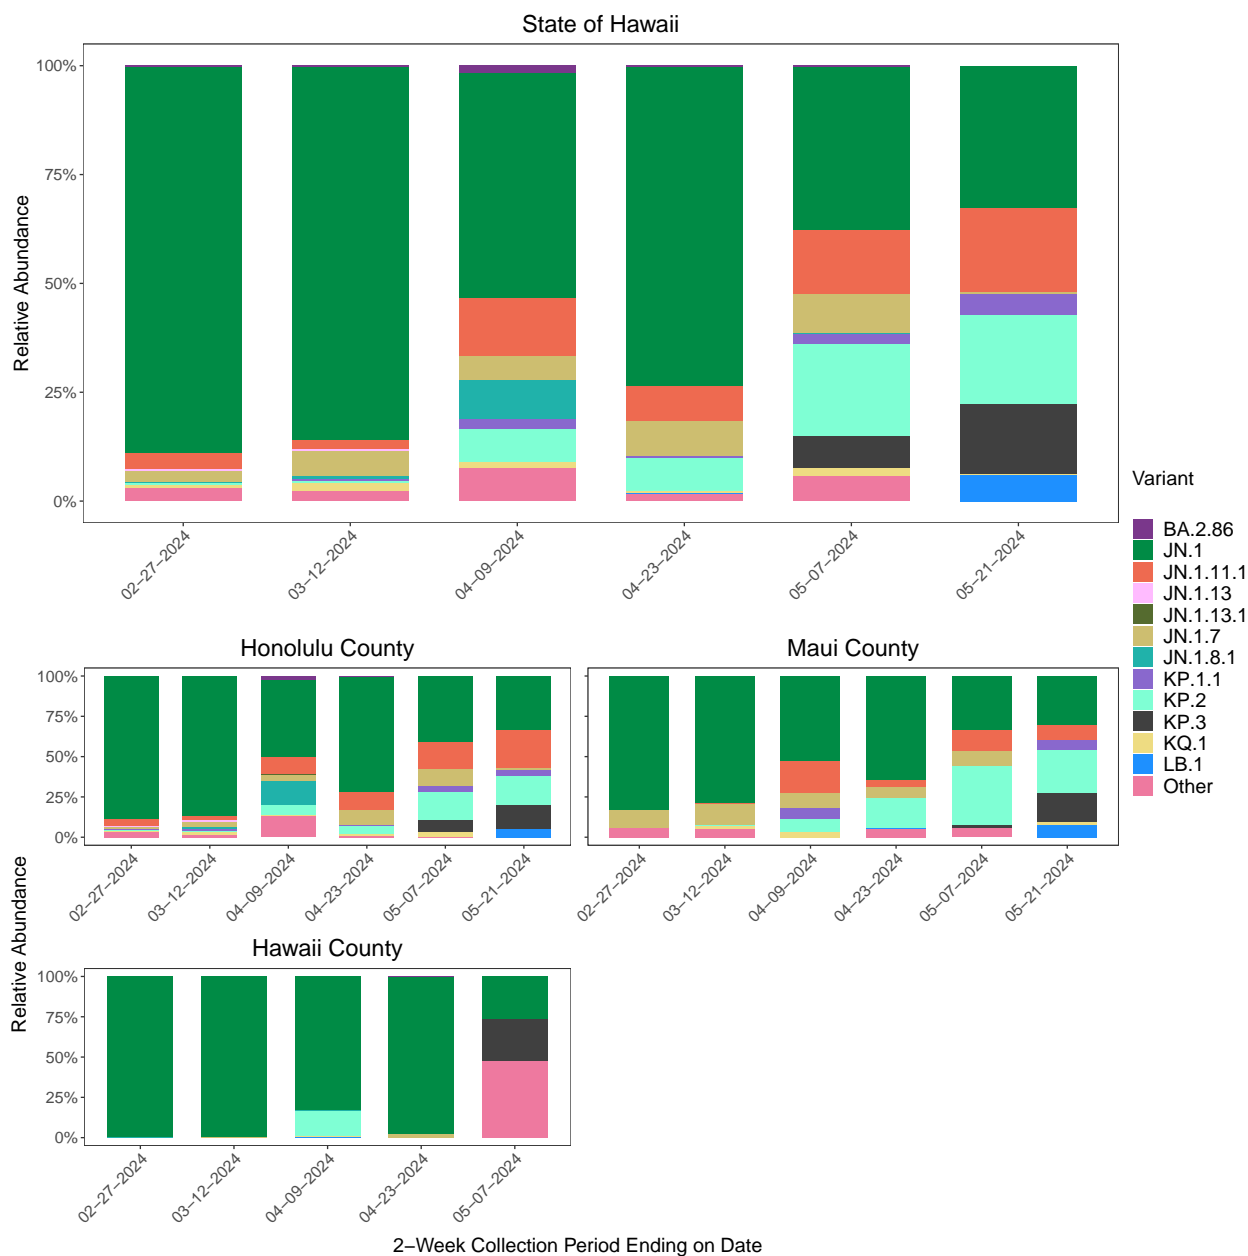 State of Hawaii
Relative Abundance
100%
75%
50%
25%
0%
02−27−2024
03−12−2024
04−09−2024
04−23−2024
05−07−2024
05−21−2024
Variant
BA.2.86
JN.1
JN.1.11.1
JN.1.13
JN.1.13.1
JN.1.7
JN.1.8.1
KP.1.1
KP.2
KP.3
KQ.1
LB.1
Other
Honolulu County
100%
75%
50%
25%
0%
02−27−2024
03−12−2024
04−09−2024
04−23−2024
05−07−2024
05−21−2024
Maui County
02−27−2024
03−12−2024
04−09−2024
04−23−2024
05−07−2024
05−21−2024
Relative Abundance
Hawaii County
100%
75%
50%
25%
0%
02−27−2024
03−12−2024
04−09−2024
04−23−2024
05−07−2024
2−Week Collection Period Ending on Date